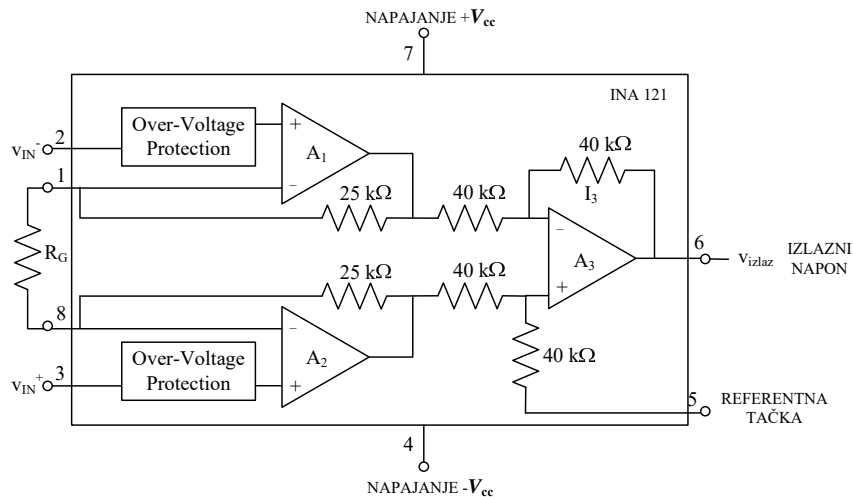 NAPAJANJE +Vcc
7
INA 121
Over-Voltage
Protection
2
vIN-
+
A1
−
40 kΩ
I3
1
25 kΩ
40 kΩ
RG
−
A3
+
6
vizlaz
IZLAZNI
NAPON
25 kΩ
40 kΩ
8
−
A2
+
Over-Voltage
Protection
vIN+
3
40 kΩ
5
REFERENTNA
TAČKA
4
NAPAJANJE -Vcc